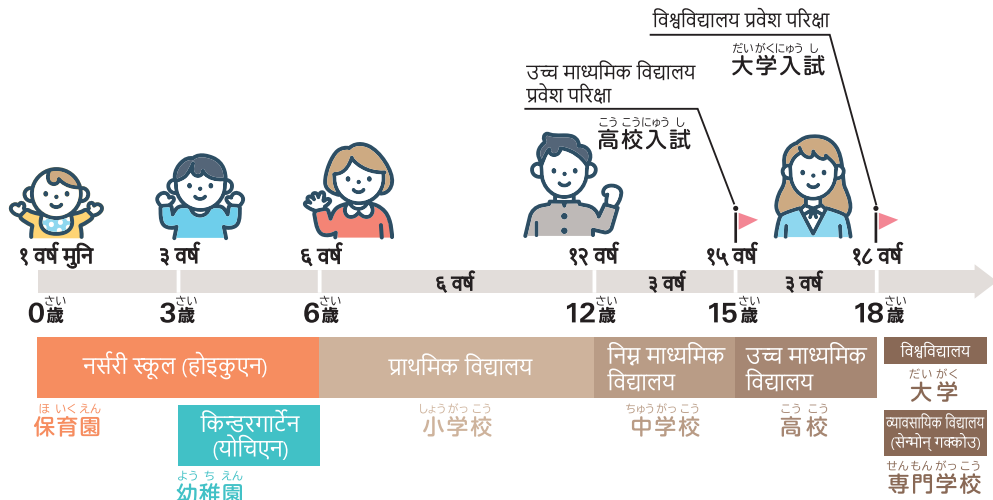 विश्वविद्यालय प्रवेश परिक्षा
だいがくにゅうし
大学入試
उच्च माध्यमिक विद्यालय
प्रवेश परिक्षा
こうこうにゅうし
高校入試
१ वर्ष मुनि
३ वर्ष
६ वर्ष
१२ वर्ष
१५ वर्ष
१८ वर्ष
६ वर्ष
३ वर्ष
३ वर्ष
さい
0歳
さい
3歳
さい
6歳
さい
12歳
さい
15歳
さい
18歳
नर्सरी स्कूल (होइकुएन)
प्राथमिक विद्यालय
निम्न माध्यमिक
विद्यालय
उच्च माध्यमिक
विद्यालय
विश्वविद्यालय
だいがく
大学
ほいくえん
保育園
किन्डरगार्टेन
(योचिएन)
ようちえん
幼稚園
しょうがっこう
小学校
ちゅうがっこう
中学校
こうこう
高校
व्यावसायिक विद्यालय
(सेन्मोन् गक्कोउ)
せんもんがっこう
専門学校